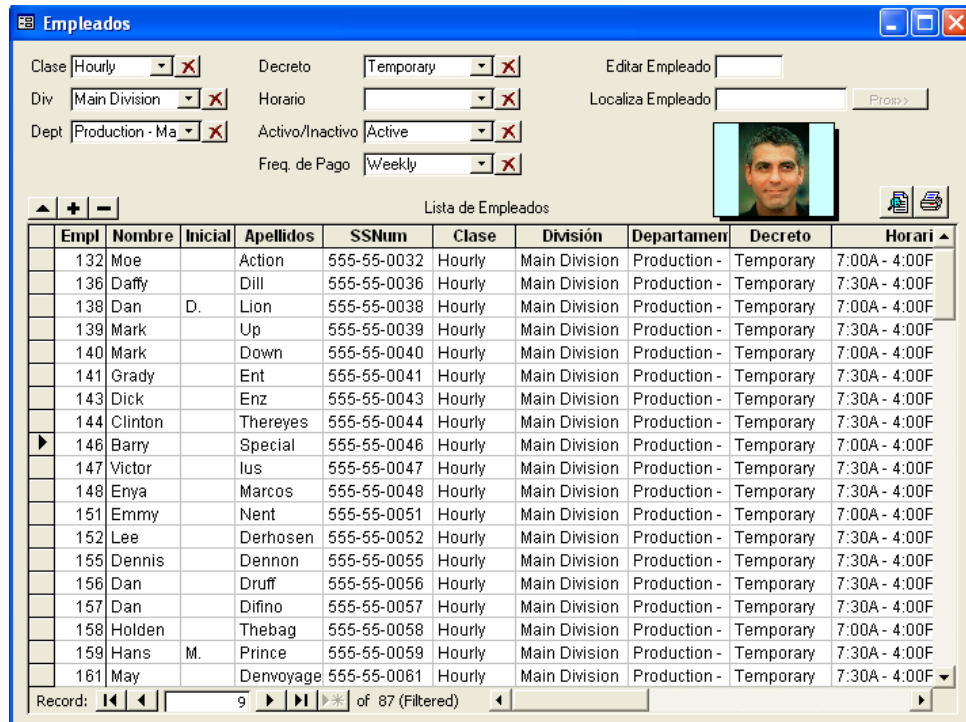 Empleados
Clase Hourly Decreto Temporary Editar Empleado
Div Main Division Horario Localiza Empleado Prox>>
Dept Production - Ma Activo/Inactivo Active
Freq. de Pago Weekly
Lista de Empleados
Empl Nombre Inicial Apellidos SSNum Clase División Departamen Decreto Horari
132 Moe Action 555-55-0032 Hourly Main Division Production - Temporary 7:00A - 4:00F
136 Daffy Dill 555-55-0036 Hourly Main Division Production - Temporary 7:30A - 4:00F
138 Dan D. Lion 555-55-0038 Hourly Main Division Production - Temporary 7:00A - 4:00F
139 Mark Up 555-55-0039 Hourly Main Division Production - Temporary 7:30A - 4:00F
140 Mark Down 555-55-0040 Hourly Main Division Production - Temporary 7:00A - 4:00F
141 Grady Ent 555-55-0041 Hourly Main Division Production - Temporary 7:30A - 4:00F
143 Dick Enz 555-55-0043 Hourly Main Division Production - Temporary 7:30A - 4:00F
144 Clinton Thereyes 555-55-0044 Hourly Main Division Production - Temporary 7:30A - 4:00F
146 Barry Special 555-55-0046 Hourly Main Division Production - Temporary 7:00A - 4:00F
147 Victor Ius 555-55-0047 Hourly Main Division Production - Temporary 7:30A - 4:00F
148 Enya Marcos 555-55-0048 Hourly Main Division Production - Temporary 7:30A - 4:00F
151 Emmy Nent 555-55-0051 Hourly Main Division Production - Temporary 7:00A - 4:00F
152 Lee Derhosen 555-55-0052 Hourly Main Division Production - Temporary 7:30A - 4:00F
155 Dennis Dennon 555-55-0055 Hourly Main Division Production - Temporary 7:30A - 4:00F
156 Dan Druff 555-55-0056 Hourly Main Division Production - Temporary 7:30A - 4:00F
157 Dan Difino 555-55-0057 Hourly Main Division Production - Temporary 7:30A - 4:00F
158 Holden Thebag 555-55-0058 Hourly Main Division Production - Temporary 7:00A - 4:00F
159 Hans M. Prince 555-55-0059 Hourly Main Division Production - Temporary 7:30A - 4:00F
161 May Denvoyage 555-55-0061 Hourly Main Division Production - Temporary 7:30A - 4:00F
Record: 9 of 87 (Filtered)